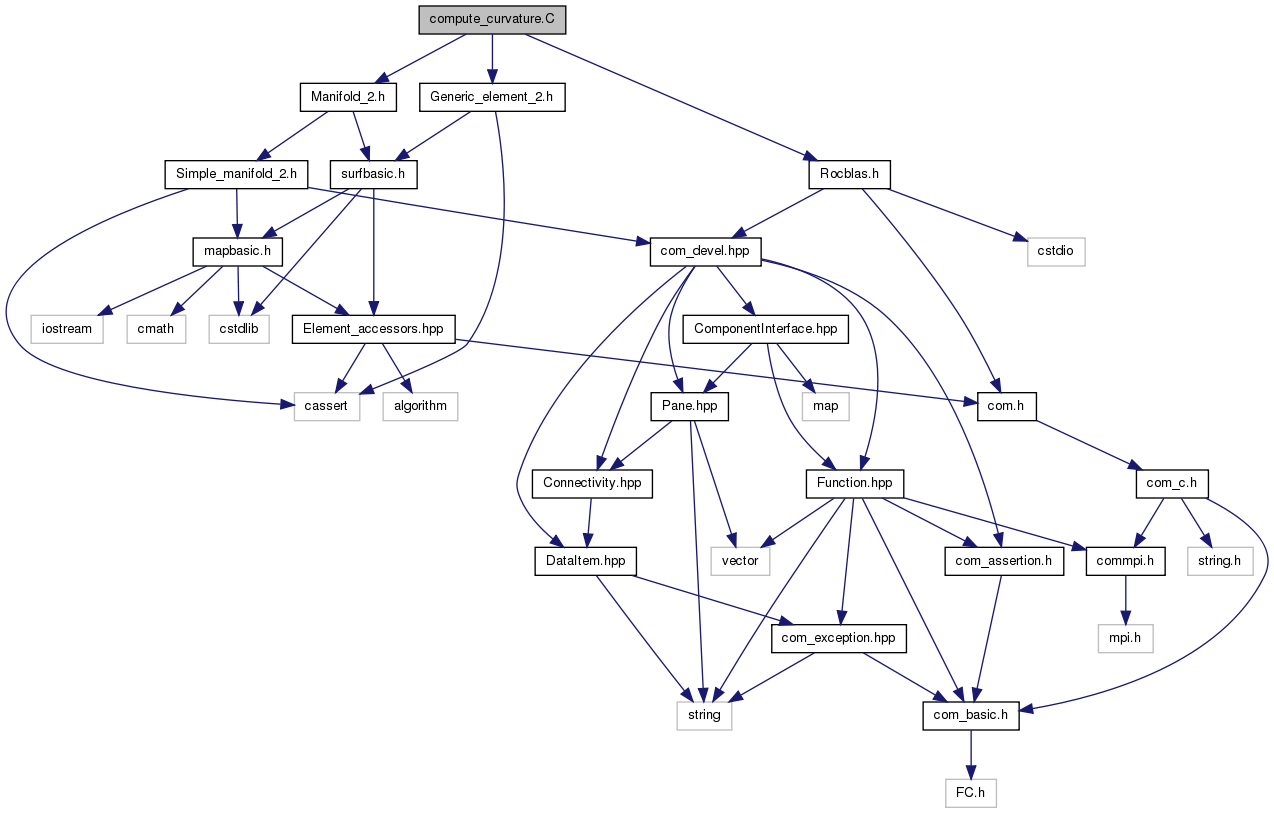 compute_curvature.C
Manifold_2.h
Generic_element_2.h
Simple_manifold_2.h
surfbasic.h
Rocblas.h
mapbasic.h
com_devel.hpp
cstdio
iostream
cmath
cstdlib
Element_accessors.hpp
ComponentInterface.hpp
cassert
algorithm
Pane.hpp
map
com.h
Connectivity.hpp
Function.hpp
com_c.h
DataItem.hpp
vector
com_assertion.h
commpi.h
string.h
com_exception.hpp
mpi.h
string
com_basic.h
FC.h